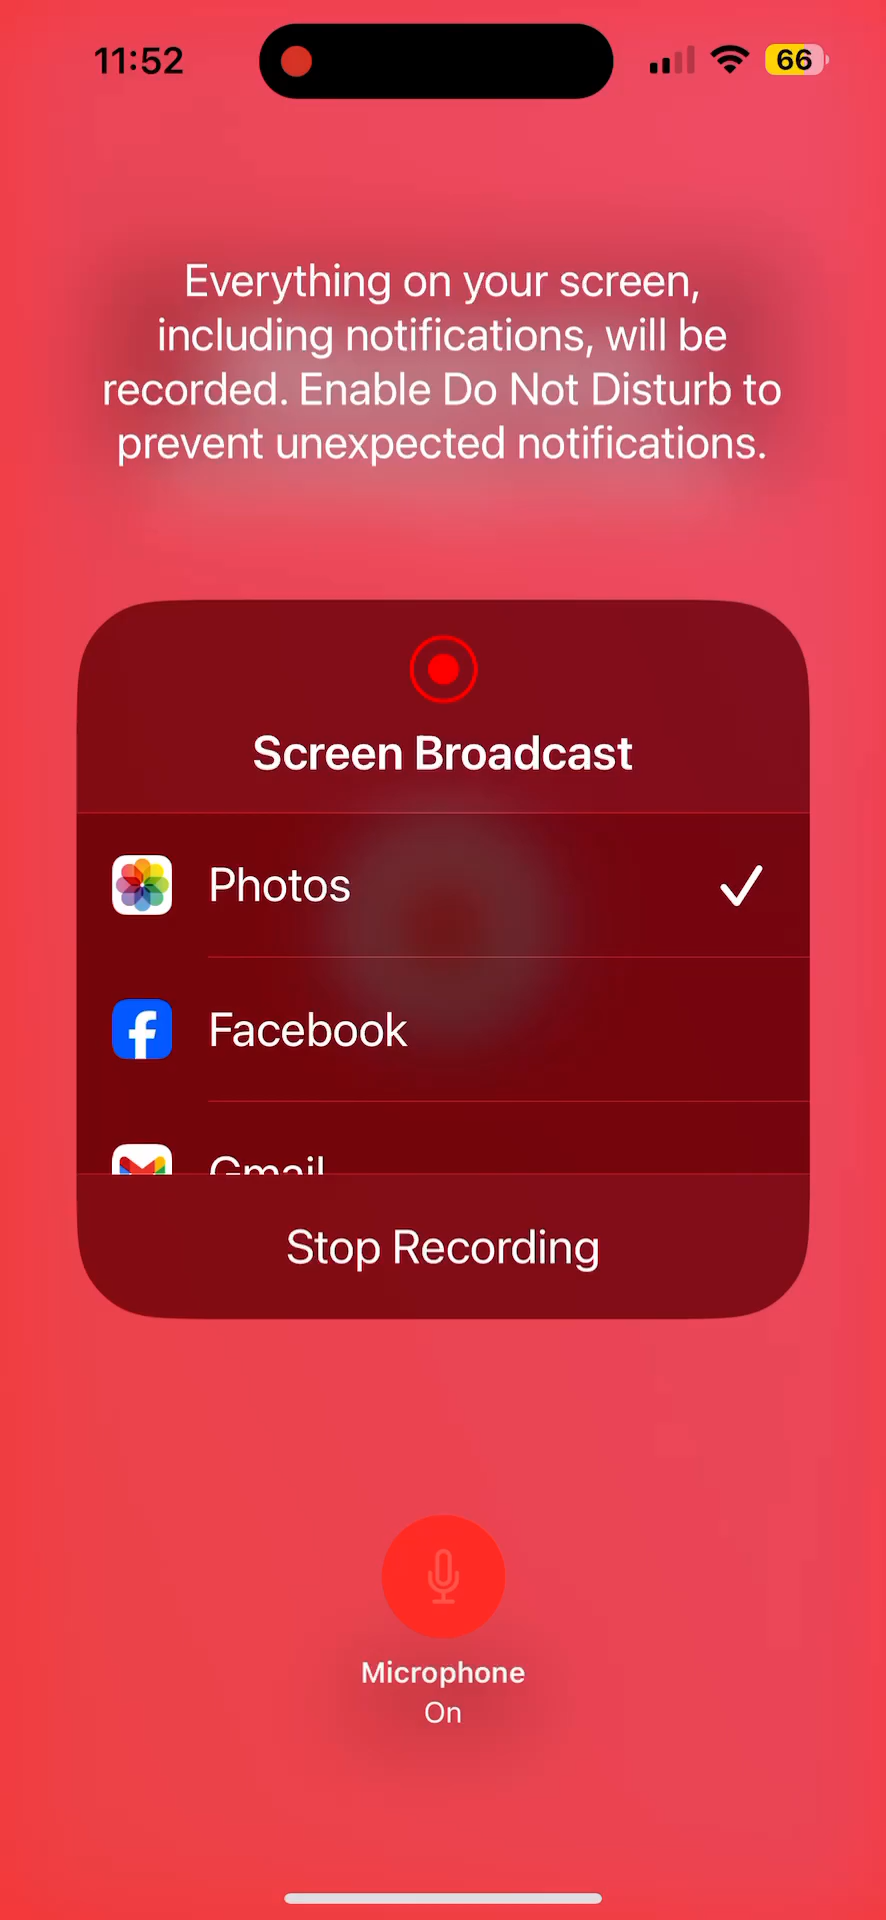 11:52
66
Everything on your screen,
including notifications, will be
recorded. Enable Do Not Disturb to
prevent unexpected notifications.
Screen Broadcast
Photos
Facebook
Gmail
Stop Recording
Microphone
On